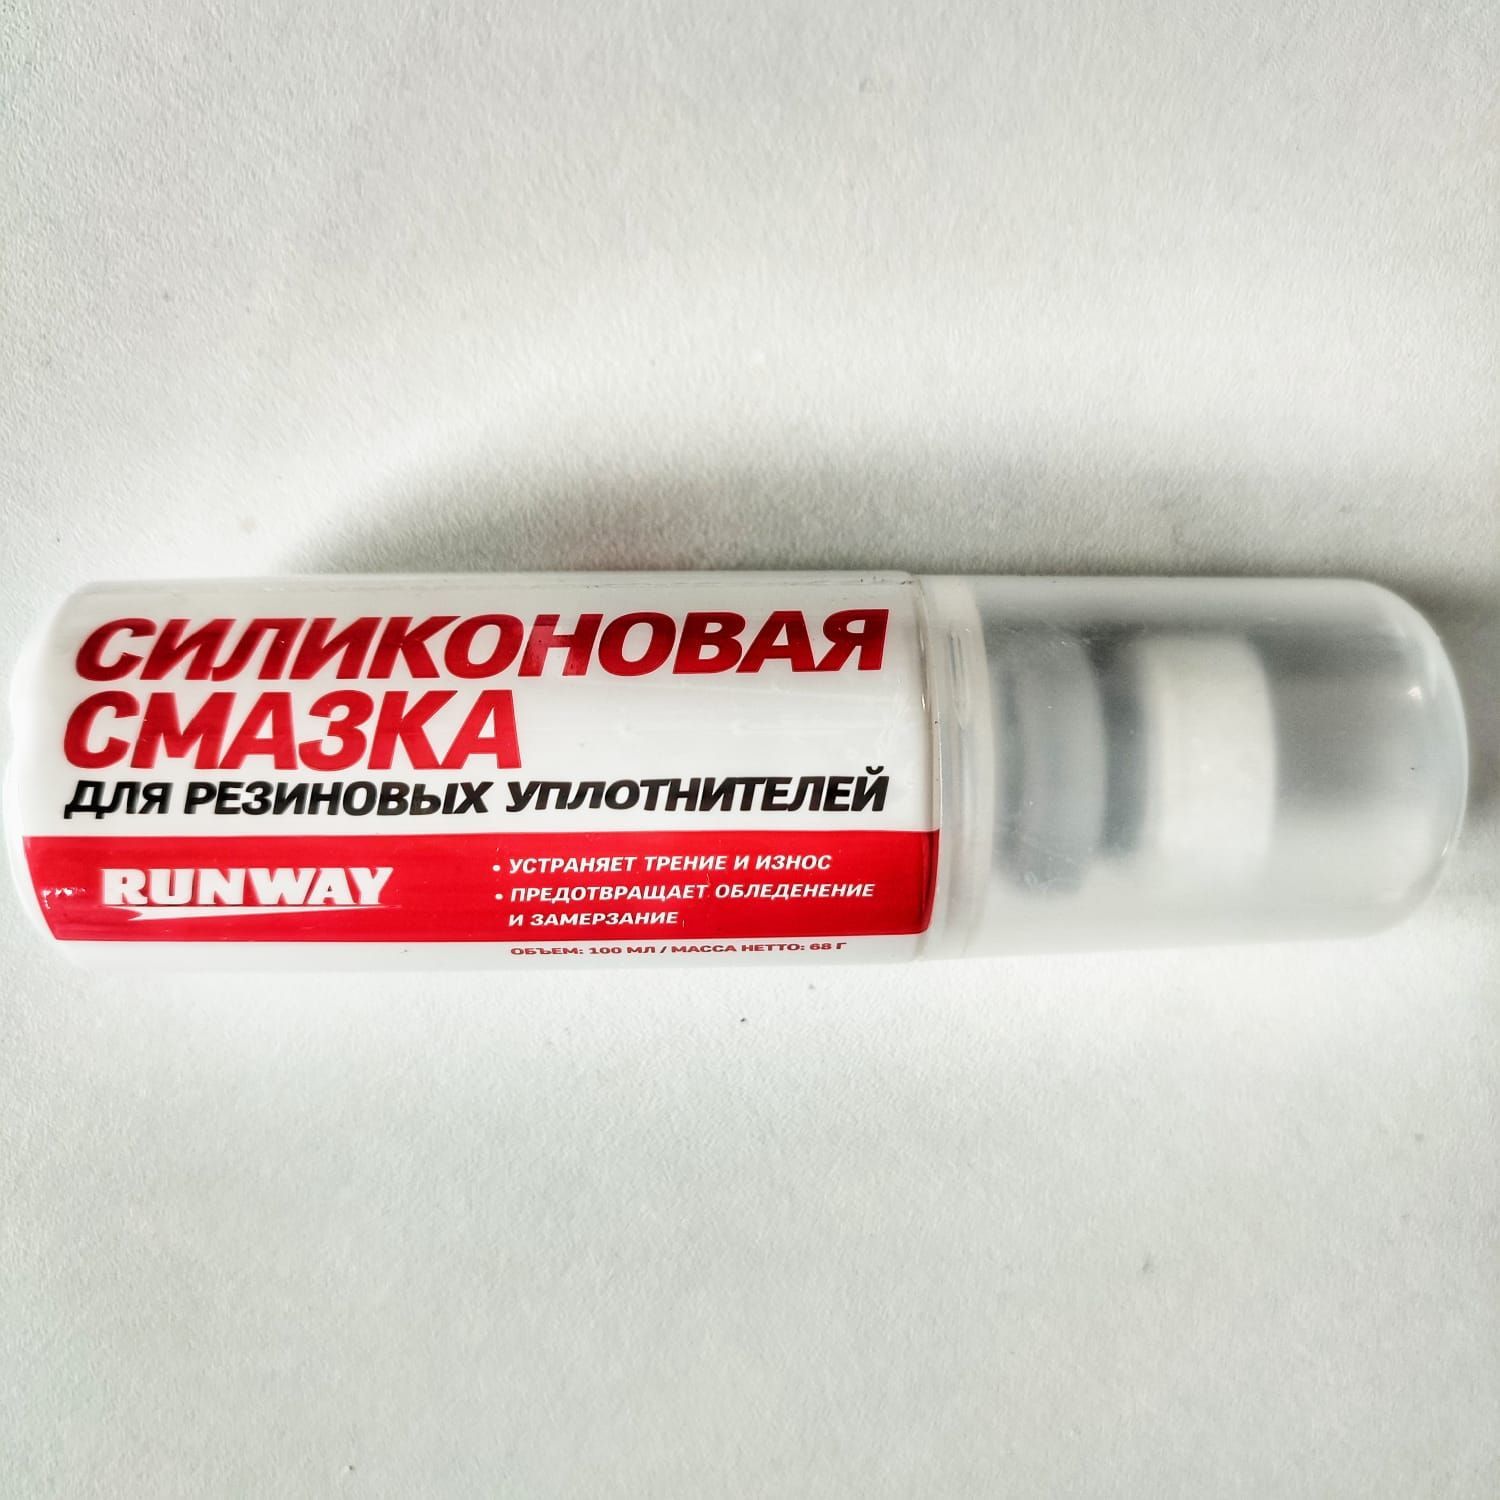 СИЛИКОНОВАЯ
СМАЗКА
ДЛЯ РЕЗИНОВЫХ УПЛОТНИТЕЛЕЙ
RUNWAY
• УСТРАНЯЕТ ТРЕНИЕ И ИЗНОС
• ПРЕДОТВРАЩАЕТ ОБЛЕДЕНЕНИЕ
И ЗАМЕРЗАНИЕ
ОБЪЕМ: 100 МЛ / МАССА НЕТТО: 68 Г